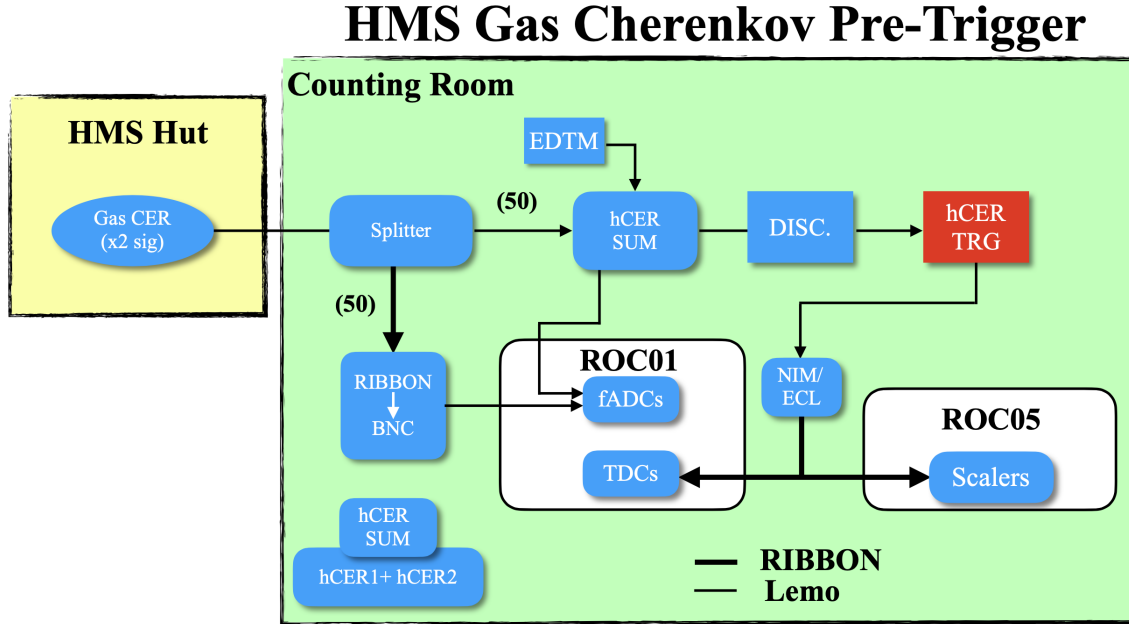 HMS Gas Cherenkov Pre-Trigger
Counting Room
HMS Hut
EDTM
Gas CER
(x2 sig)
Splitter
(50)
hCER
SUM
DISC.
hCER
TRG
(50)
RIBBON
BNC
ROC01
fADCs
TDCs
NIM/
ECL
ROC05
Scalers
hCER
SUM
hCER1+ hCER2
RIBBON
Lemo